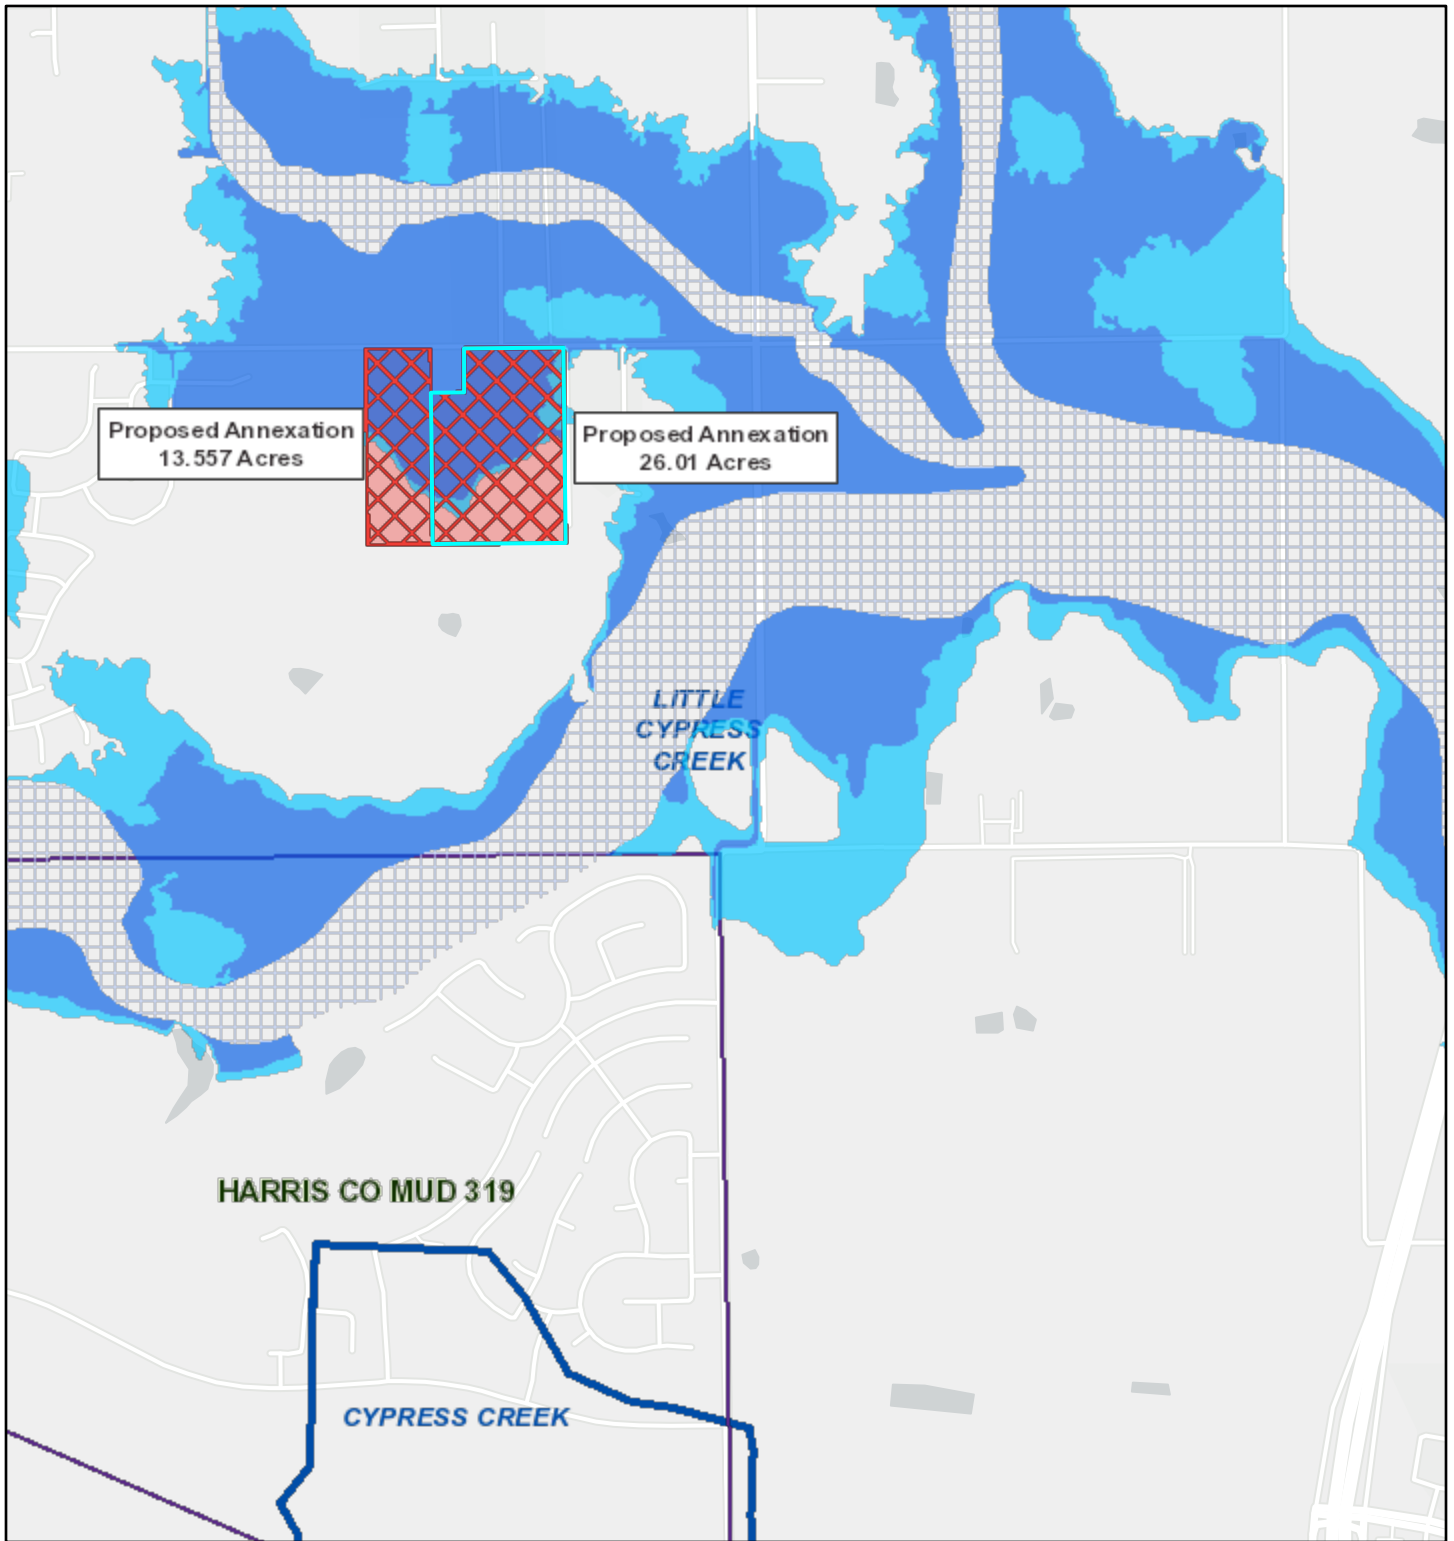 Proposed Annexation
13.557 Acres
Proposed Annexation
26.01 Acres
LITTLE
CYPRESS
CREEK
HARRIS CO MUD 319
CYPRESS CREEK